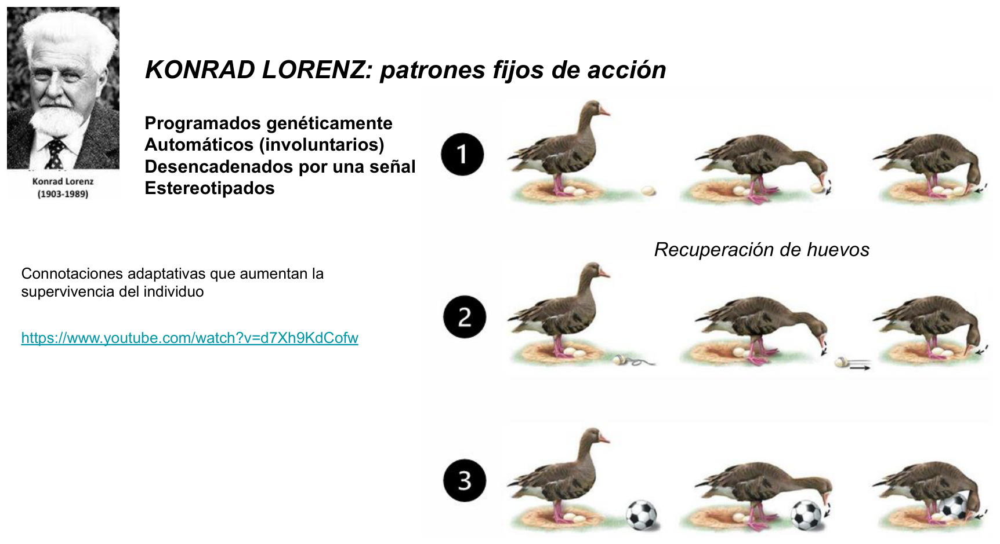 KONRAD LORENZ: patrones fijos de acción
Programados genéticamente
Automáticos (involuntarios)
Desencadenados por una señal
Estereotipados
Konrad Lorenz
(1903-1989)
1
Recuperación de huevos
Connotaciones adaptativas que aumentan la
supervivencia del individuo
2
https://www.youtube.com/watch?v=d7Xh9KdCofw
3